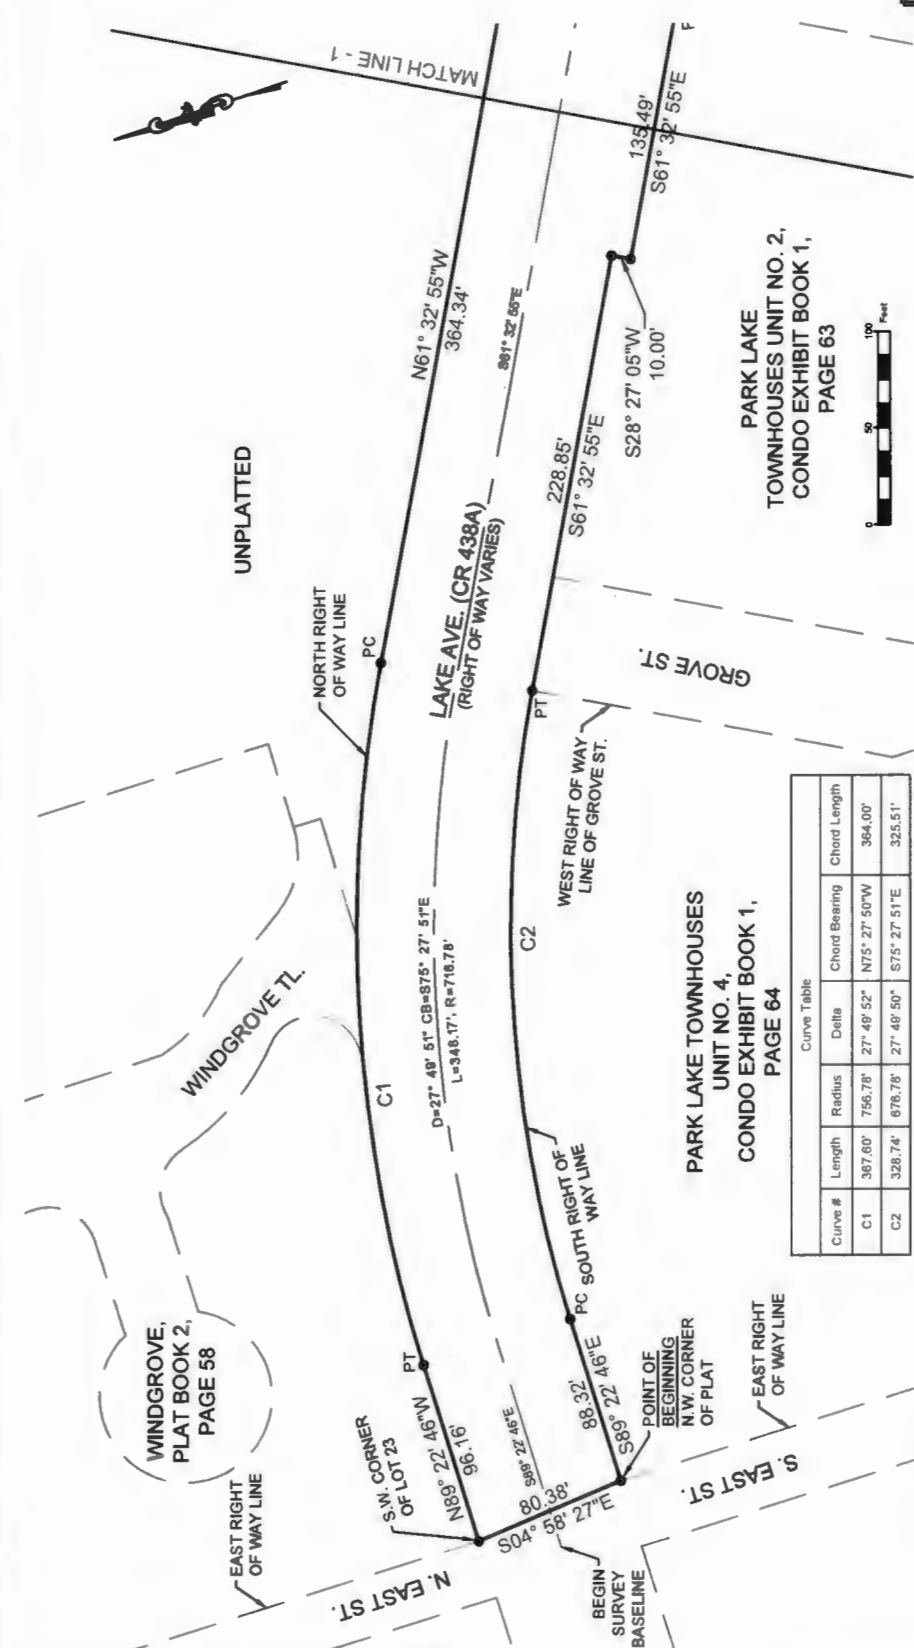 MATCH LINE - 1
N61° 32' 55"W
364.34'
135.49'
S61° 32' 55"E
UNPLATTED
S61° 32' 55"E
228.85'
S61° 32' 55"E
S28° 27' 05"W
10.00'
PARK LAKE
TOWNHOUSES UNIT NO. 2,
CONDO EXHIBIT BOOK 1,
PAGE 63
0 50 100
Feet
NORTH RIGHT
OF WAY LINE
PC
LAKE AVE. (CR 438A)
(RIGHT OF WAY VARIES)
PT
GROVE ST.
WEST RIGHT OF WAY
LINE OF GROVE ST.
WINDGROVE TL.
C1
D=27° 49' 51" CB=S75° 27' 51"E
L=348.17', R=716.78'
C2
PARK LAKE TOWNHOUSES
UNIT NO. 4,
CONDO EXHIBIT BOOK 1,
PAGE 64
Curve Table
Curve # Length Radius Delta Chord Bearing Chord Length
C1 367.60' 756.78' 27° 49' 52" N75° 27' 50"W 364.00'
C2 328.74' 676.78' 27° 49' 50" S75° 27' 51"E 325.51'
WINDGROVE,
PLAT BOOK 2,
PAGE 58
PT
PC
SOUTH RIGHT OF
WAY LINE
EAST RIGHT
OF WAY LINE
S.W. CORNER
OF LOT 23
N89° 22' 46"W
96.16'
S89° 22' 46"E
88.32'
S89° 22' 46"E
80.38'
S04° 58' 27"E
POINT OF
BEGINNING
N.W. CORNER
OF PLAT
EAST RIGHT
OF WAY LINE
N. EAST ST.
S. EAST ST.
BEGIN
SURVEY
BASELINE